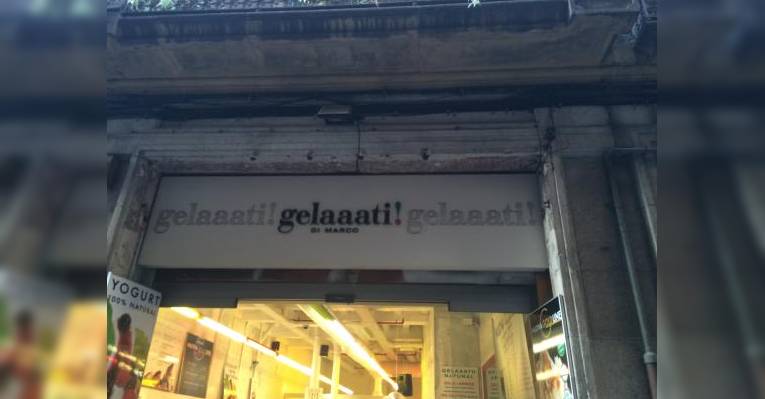 gelaaati! gelaaati! gelaaati!
DI MARCO
YOGURT
100% NATURAL
GELAAATO
NATURAL